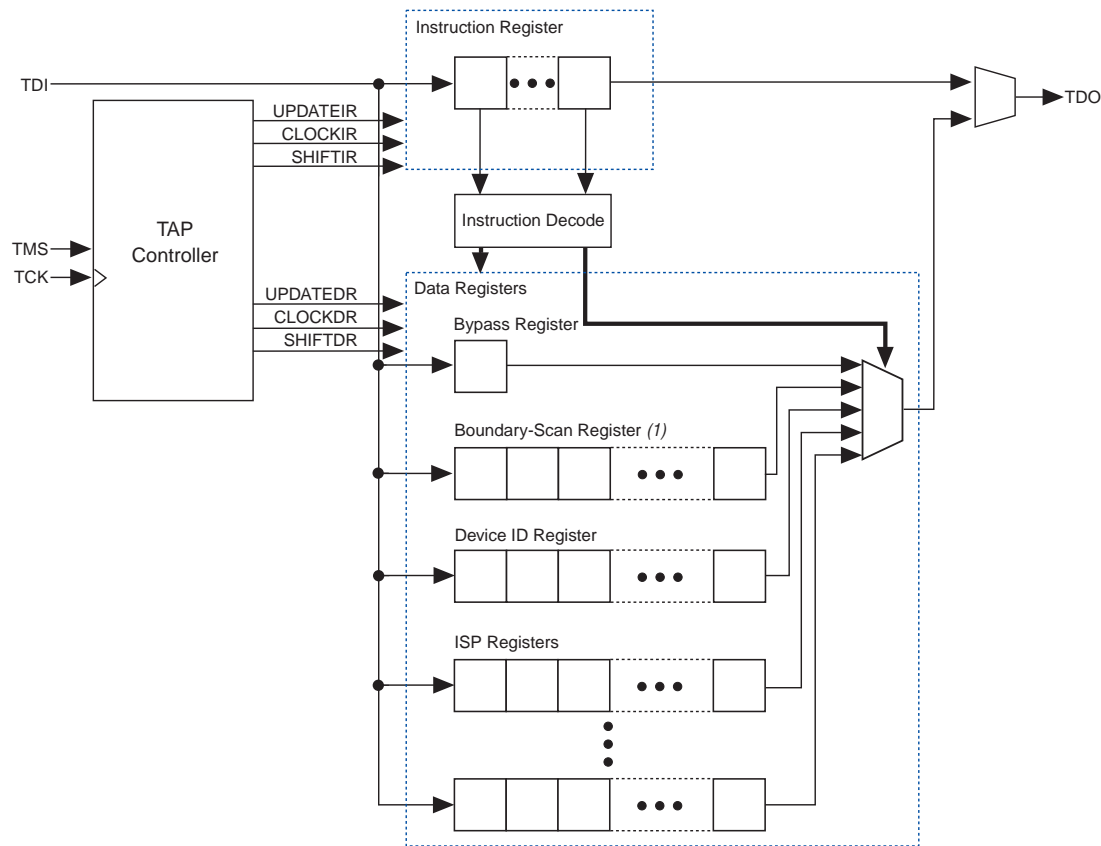 Instruction Register
TDI
TDO
UPDATEIR
CLOCKIR
SHIFTIR
TAP
Controller
Instruction Decode
TMS
TCK
Data Registers
UPDATEDR
CLOCKDR
SHIFTDR
Bypass Register
Boundary-Scan Register (1)
Device ID Register
ISP Registers